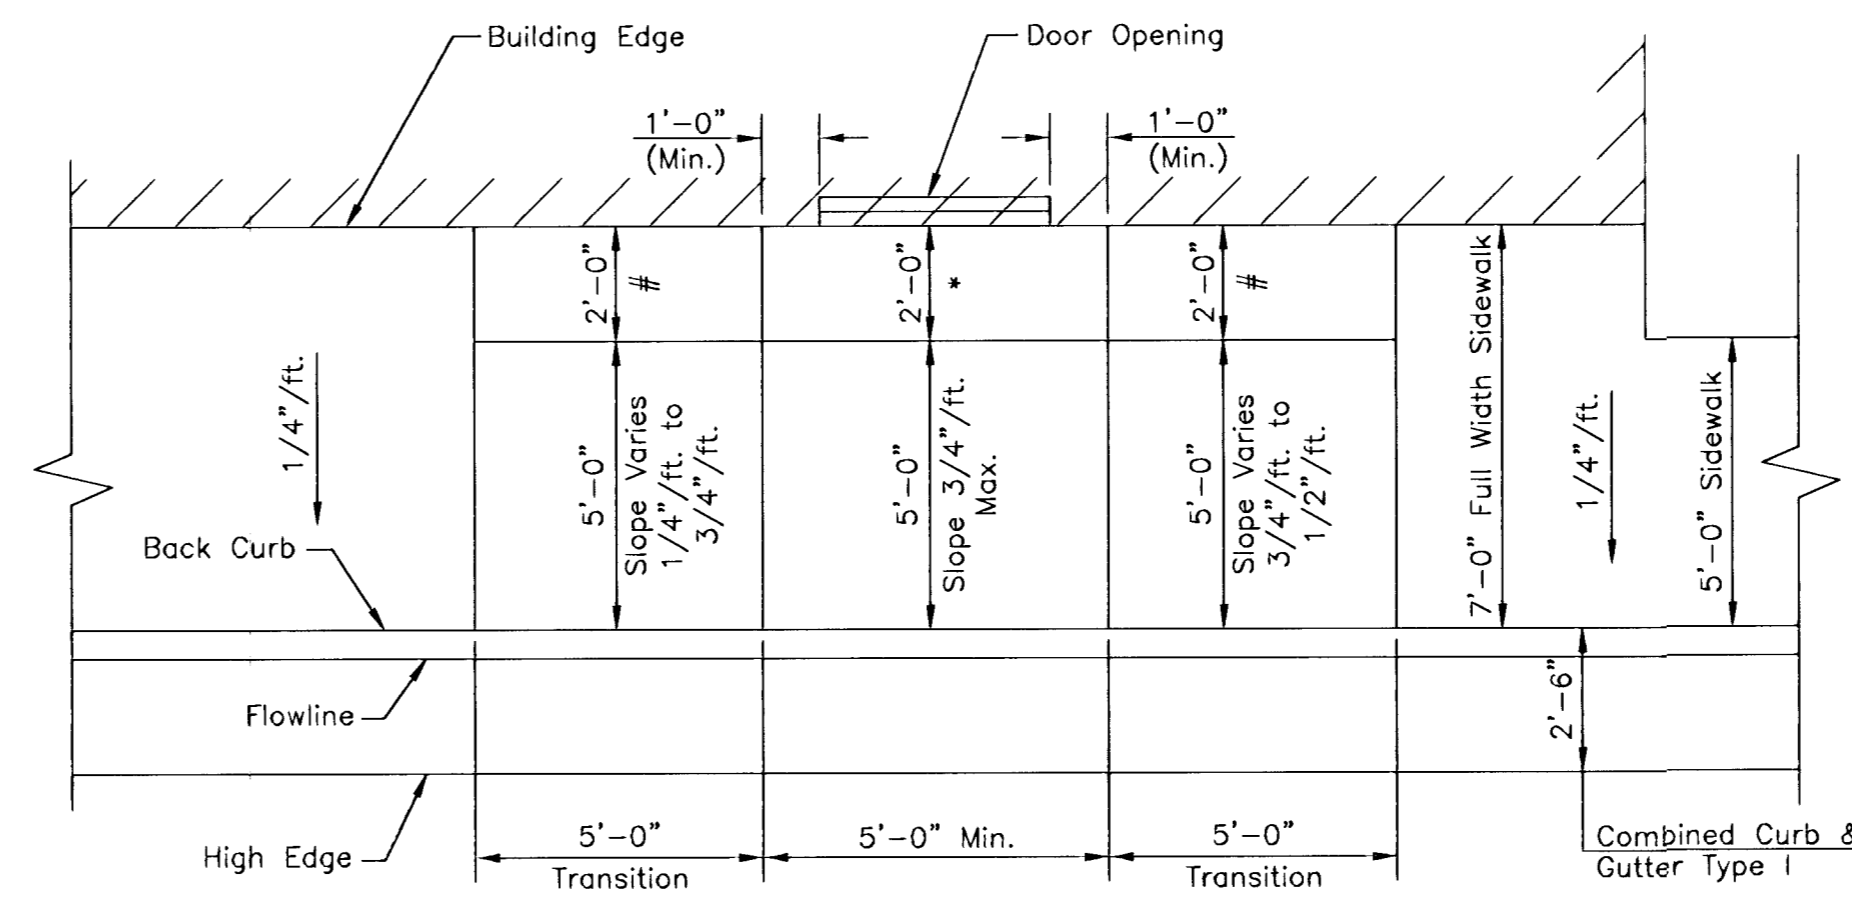 Building Edge
Door Opening
1'-0"
(Min.)
1'-0"
(Min.)
2'-0"
#
2'-0"
*
2'-0"
#
1/4"/ft.
5'-0"
Slope Varies
1/4"/ft. to
3/4"/ft.
5'-0"
Slope 3/4"/ft.
Max.
5'-0"
Slope Varies
3/4"/ft. to
1/2"/ft.
7'-0" Full Width Sidewalk
1/4"/ft.
5'-0" Sidewalk
Back Curb
Flowline
2'-6"
High Edge
5'-0"
Transition
5'-0" Min.
5'-0"
Transition
Combined Curb &
Gutter Type I